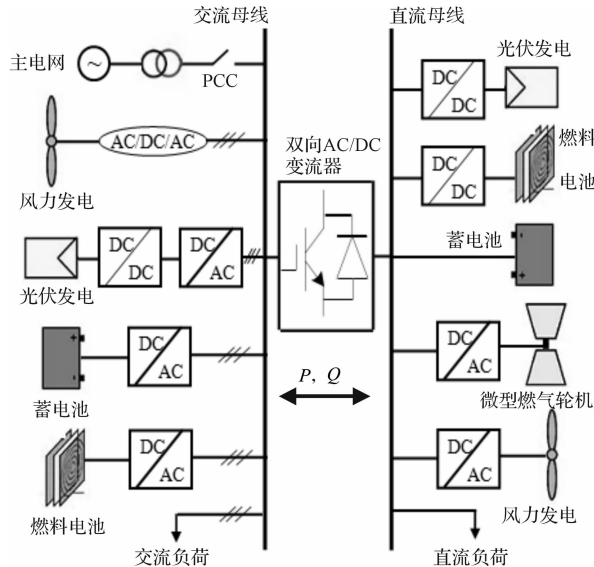 交流母线
直流母线
主电网
~
PCC
光伏发电
DC
DC
AC/DC/AC
风力发电
双向AC/DC
变流器
燃料
电池
DC
DC
蓄电池
光伏发电
DC
DC
DC
AC
蓄电池
DC
AC
P, Q
DC
AC
微型燃气轮机
燃料电池
DC
AC
DC
AC
风力发电
交流负荷
直流负荷